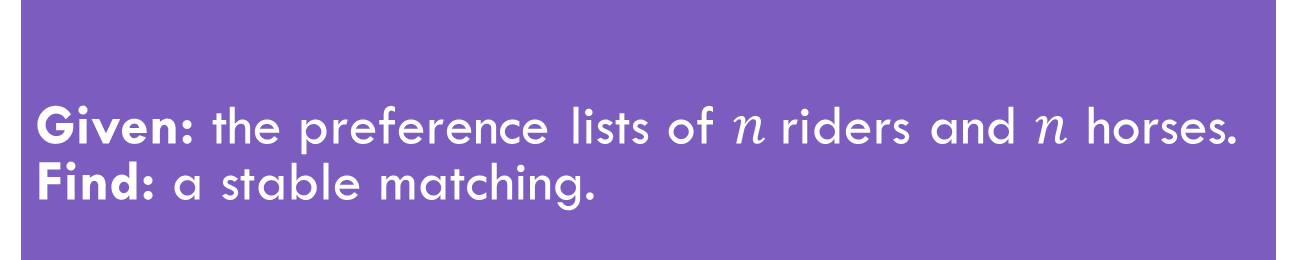 Given: the preference lists of n riders and n horses.
Find: a stable matching.